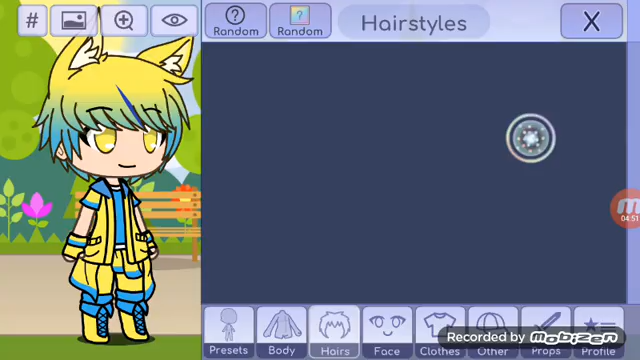 #
? Random
? Random
Hairstyles
X
M
04:51
Presets
Body
Hairs
Face
Clothes
Other
Props
Profile
Recorded by mobizen